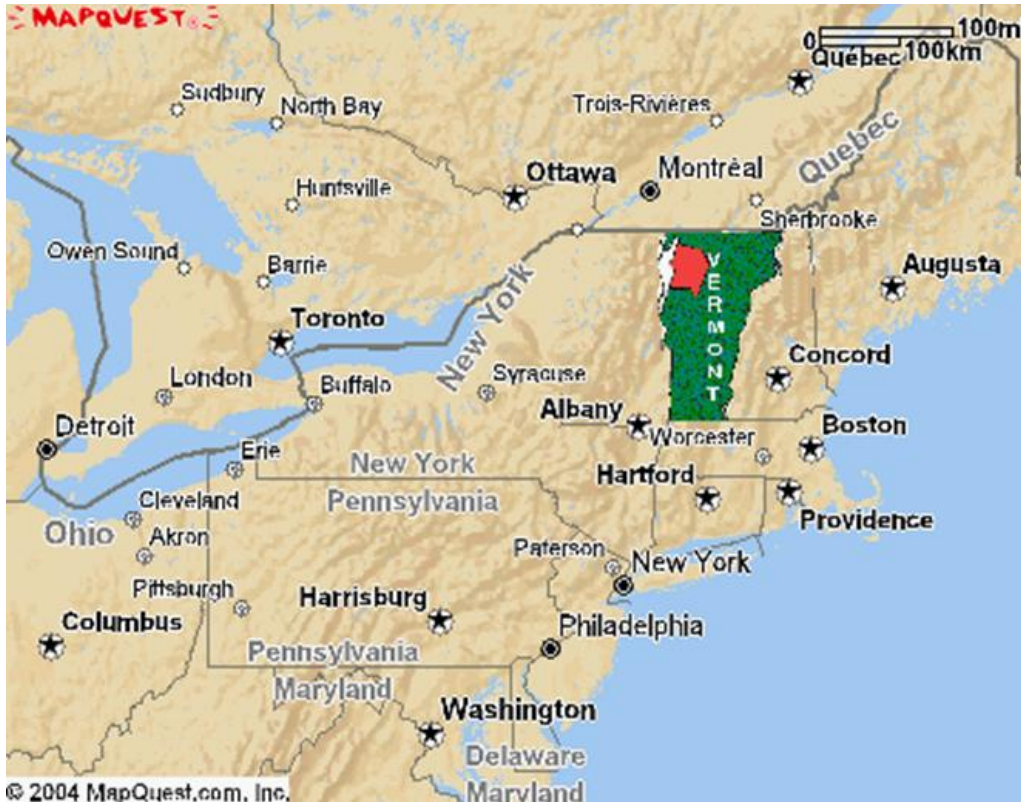 MAPQUEST
0 100m
100km
Québec
Sudbury
North Bay
Trois-Rivières
Quebec
Ottawa
Montréal
Huntsville
Sherbrooke
Owen Sound
Barrie
VERMONT
Augusta
New York
Toronto
Concord
London
Buffalo
Syracuse
Albany
Boston
Detroit
Worcester
Erie
New York
Hartford
Cleveland
Pennsylvania
Providence
Ohio
Akron
Paterson
New York
Pittsburgh
Harrisburg
Columbus
Philadelphia
Pennsylvania
Maryland
Washington
Delaware
Maryland
© 2004 MapQuest.com, Inc.